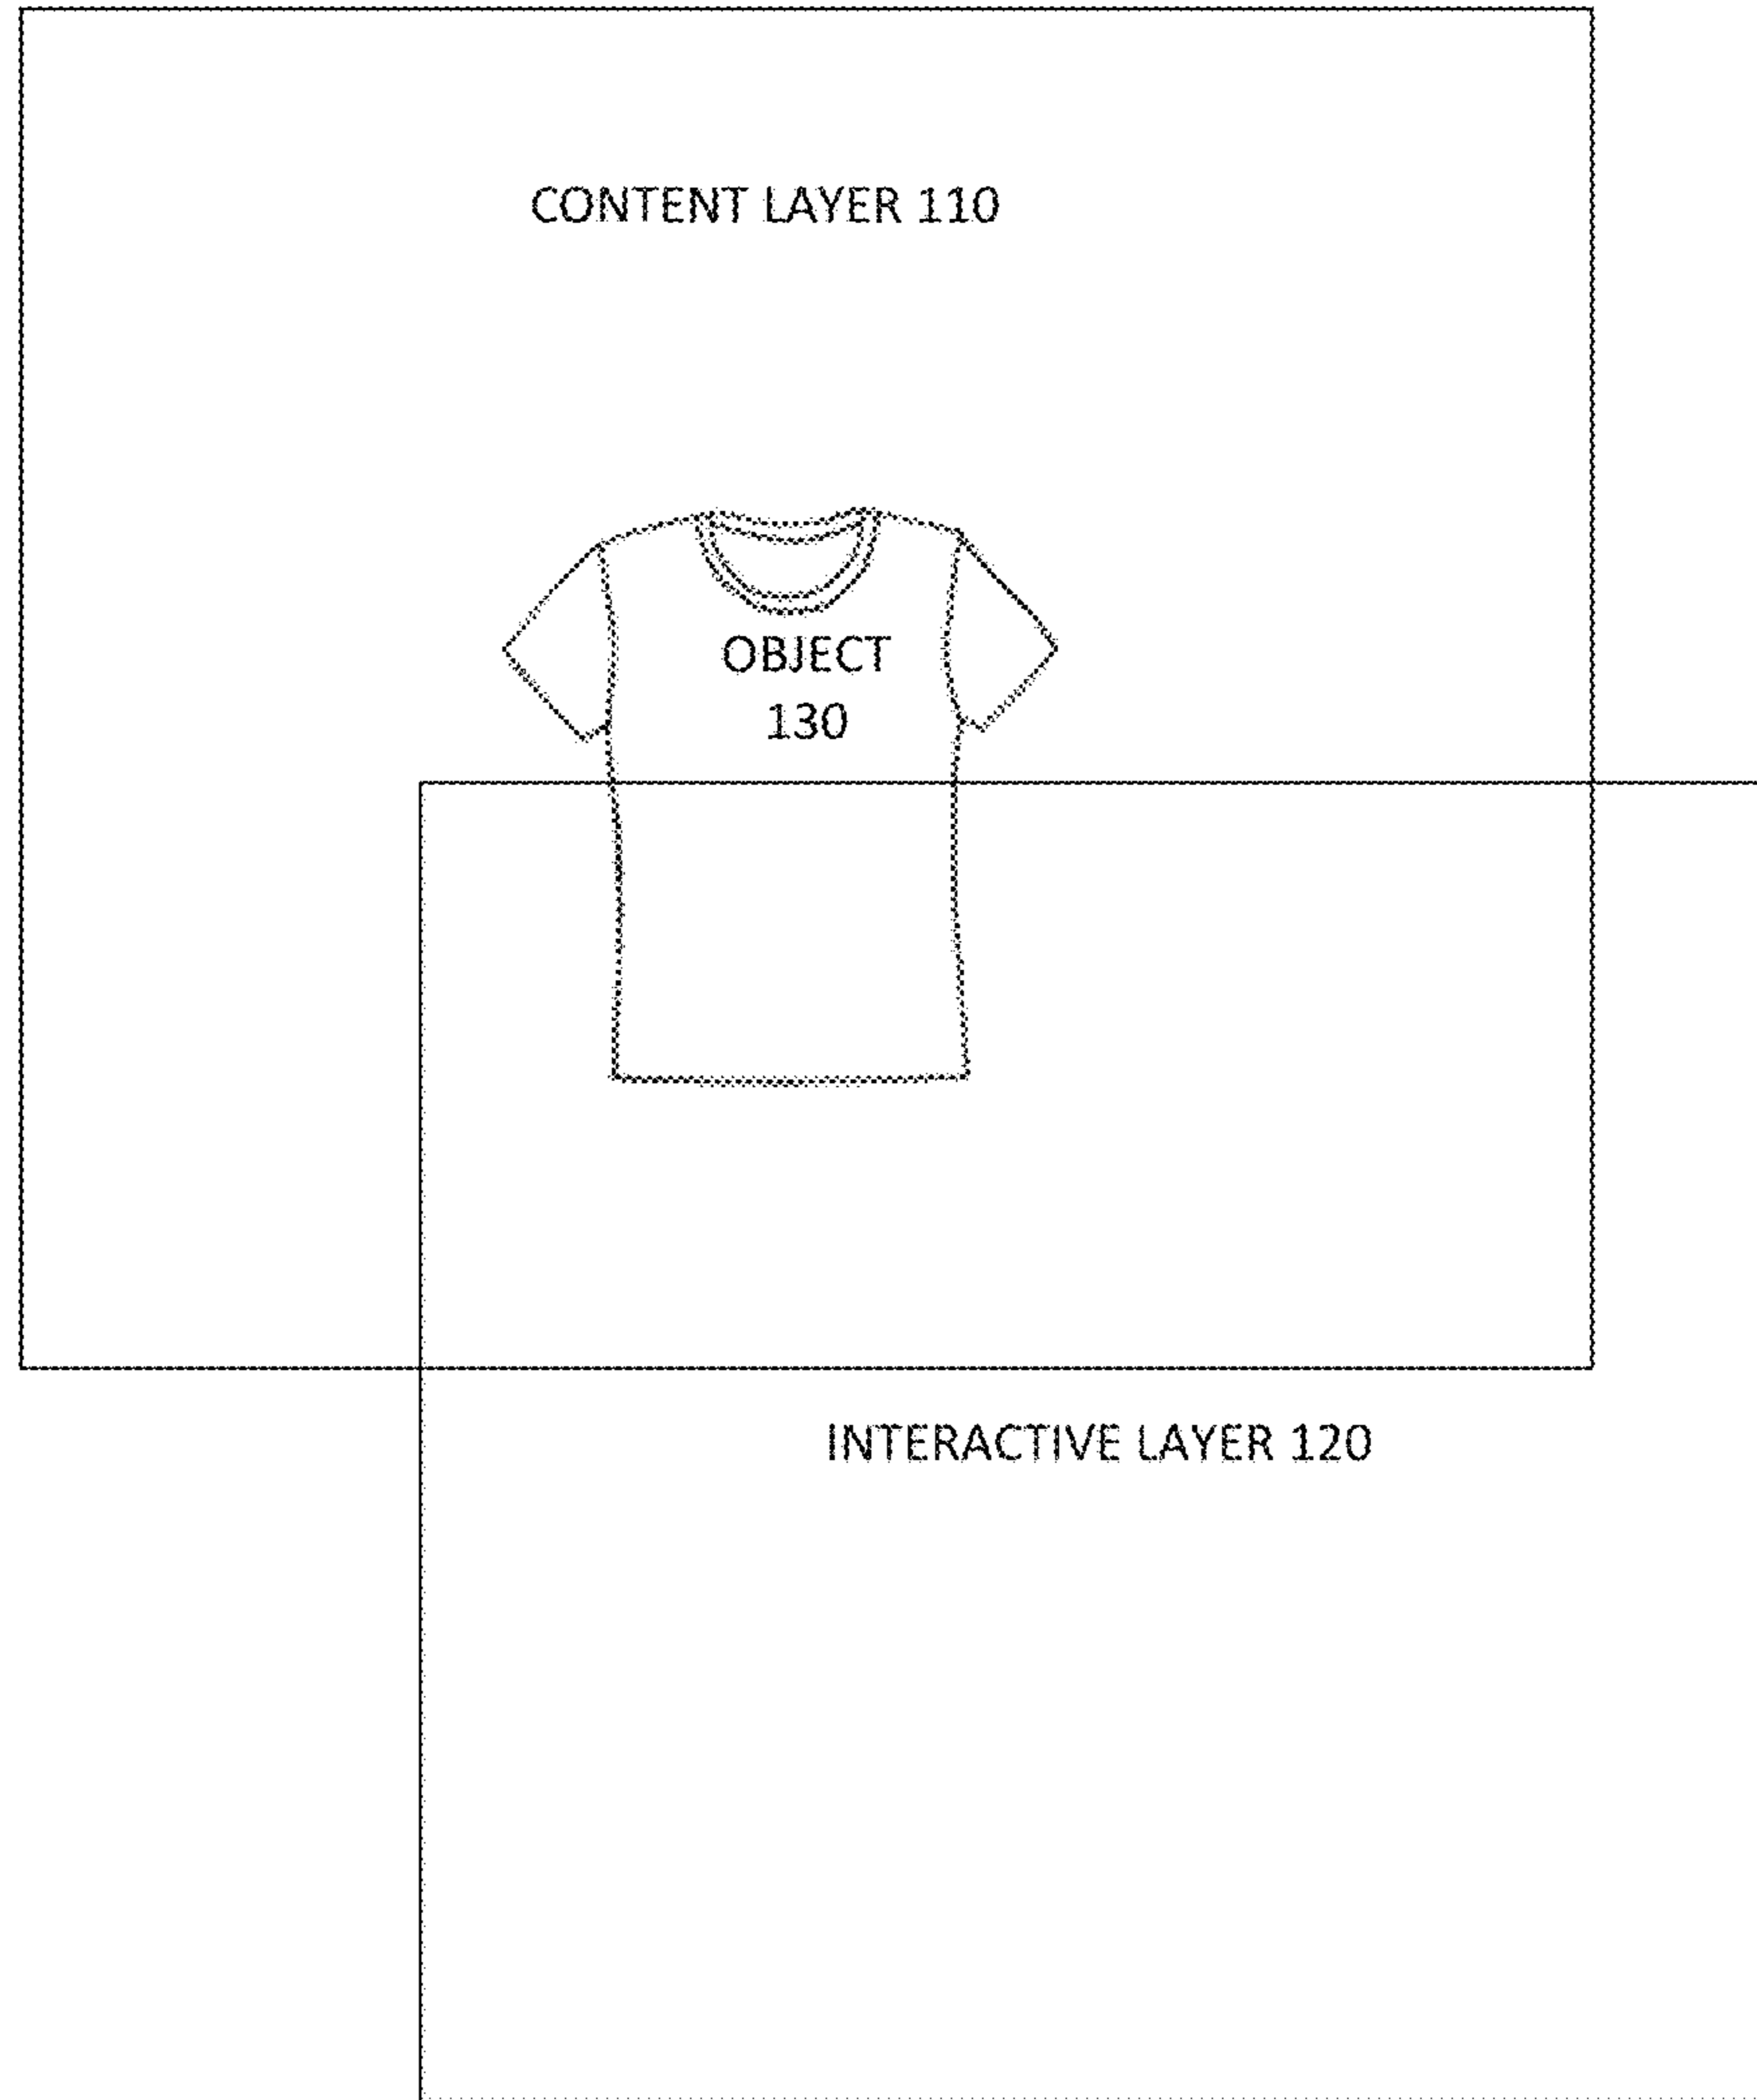 CONTENT LAYER 110
OBJECT
130
INTERACTIVE LAYER 120